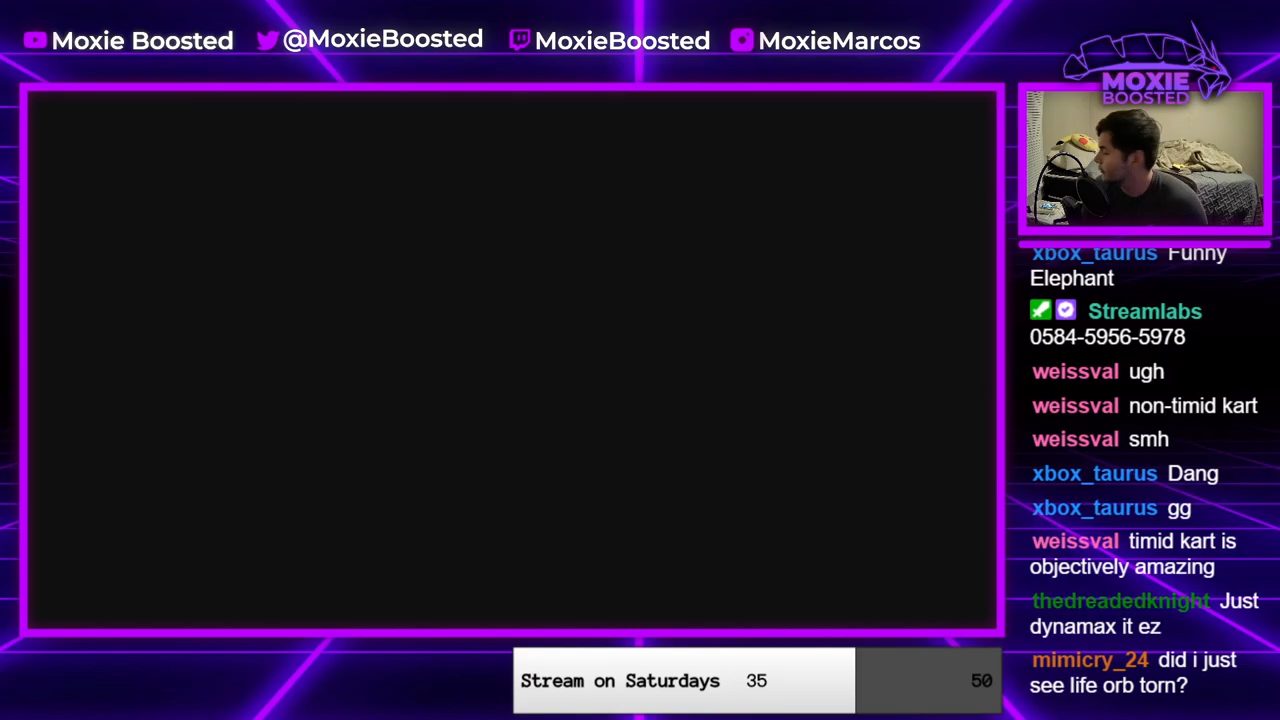 Moxie Boosted @MoxieBoosted MoxieBoosted MoxieMarcos
MOXIE
BOOSTED
xbox_taurus Funny
Elephant
Streamlabs
0584-5956-5978
weissval ugh
weissval non-timid kart
weissval smh
xbox_taurus Dang
xbox_taurus gg
weissval timid kart is
objectively amazing
thedreadedknight Just
dynamax it ez
mimicry_24 did i just
see life orb torn?
Stream on Saturdays 35 50